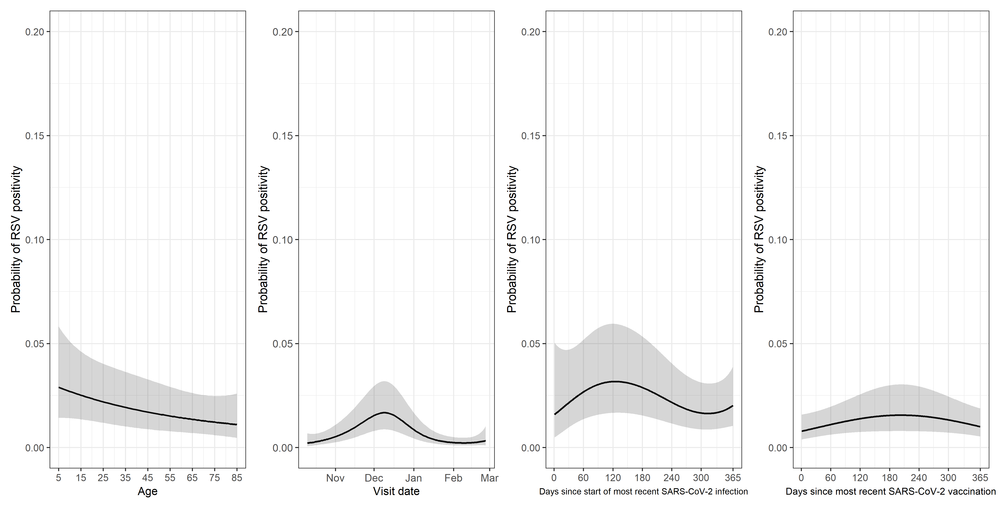 Probability of RSV positivity
0.20
0.15
0.10
0.05
0.00
5 15 25 35 45 55 65 75 85
Age
Probability of RSV positivity
0.20
0.15
0.10
0.05
0.00
Nov Dec Jan Feb Mar
Visit date
Probability of RSV positivity
0.20
0.15
0.10
0.05
0.00
0 60 120 180 240 300 365
Days since start of most recent SARS-CoV-2 infection
Probability of RSV positivity
0.20
0.15
0.10
0.05
0.00
0 60 120 180 240 300 365
Days since most recent SARS-CoV-2 vaccination